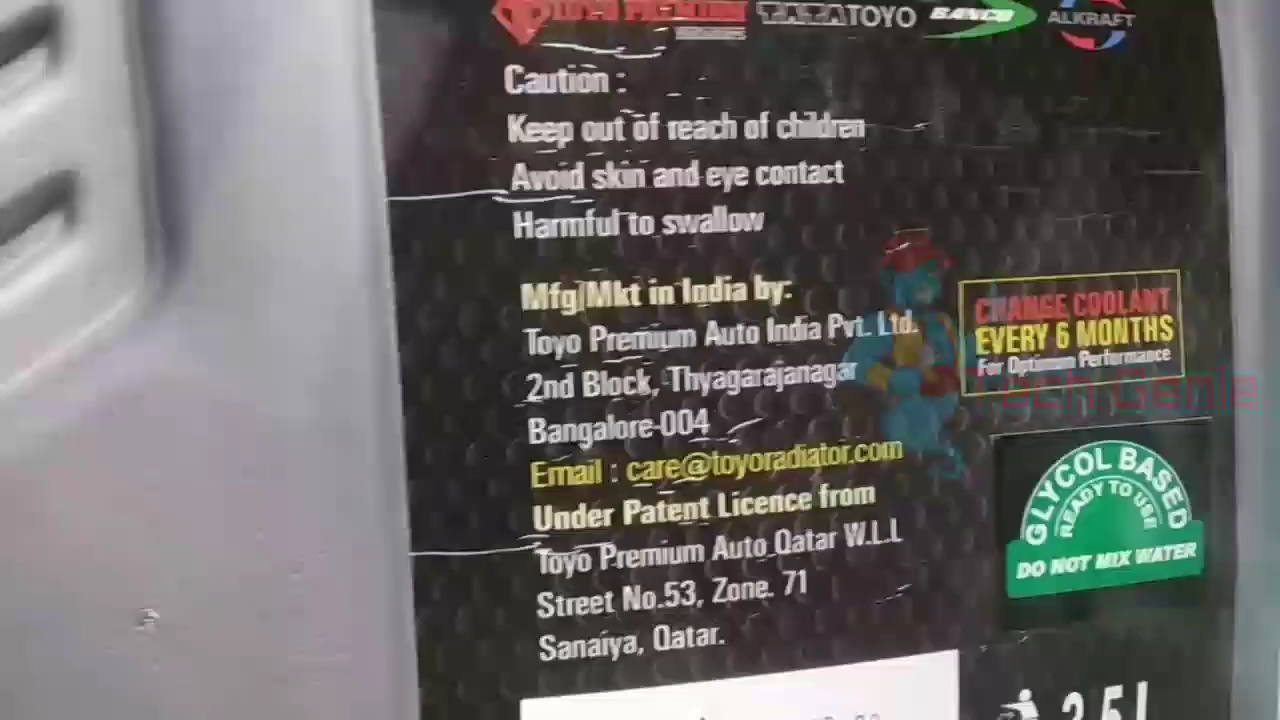 TOYO PREMIUM TATATOYO BANCO ALKRAFT
Caution :
Keep out of reach of children
Avoid skin and eye contact
Harmful to swallow
Mfg/Mkt in India by:
Toyo Premium Auto India Pvt. Ltd.
2nd Block, Thyagarajanagar
Bangalore-004
Email : care@toyoradiator.com
Under Patent Licence from
Toyo Premium Auto Qatar W.L.L
Street No.53, Zone. 71
Sanaiya, Qatar.
CHANGE COOLANT
EVERY 6 MONTHS
For Optimum Performance
Tech Genie
GLYCOL BASED
READY TO USE
DO NOT MIX WATER